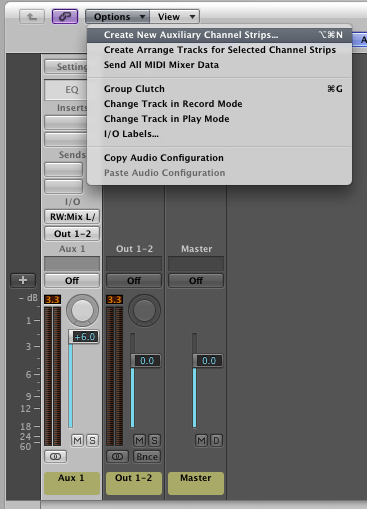 Options View
Create New Auxiliary Channel Strips... ⌥⌘N
Create Arrange Tracks for Selected Channel Strips
Send All MIDI Mixer Data
Group Clutch ⌘G
Change Track in Record Mode
Change Track in Play Mode
I/O Labels...
Copy Audio Configuration
Paste Audio Configuration
Setting
EQ
Inserts
Sends
I/O
RW:Mix L/
Out 1-2
Aux 1 Out 1-2 Master
+ Off Off Off
- dB 3.3 3.3
1
3 +6.0
6 0.0 0.0
9
12
18
24 M S M S M D
60
Bnce
Aux 1 Out 1-2 Master